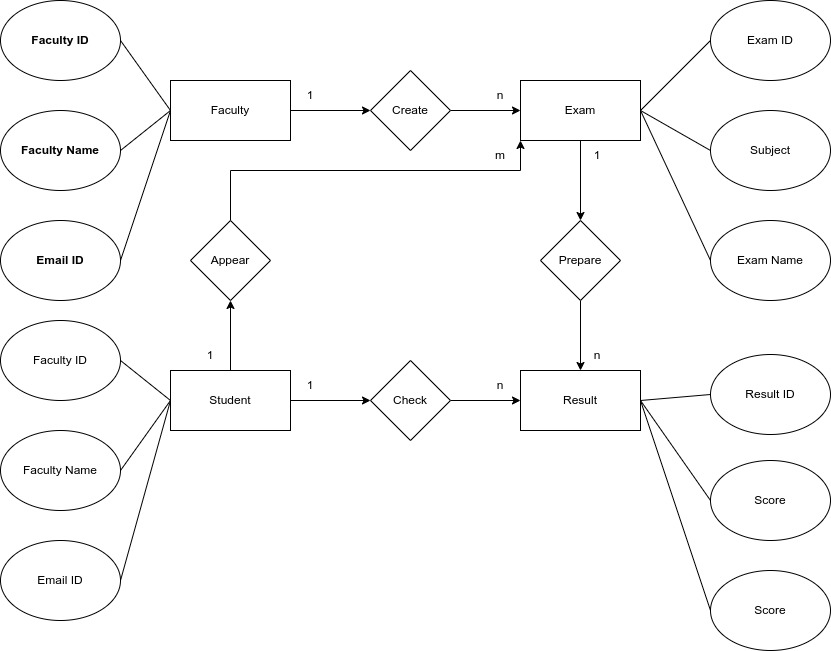 Faculty ID
Exam ID
1
n
Faculty
Create
Exam
Faculty Name
Subject
m
1
Email ID
Appear
Prepare
Exam Name
1
n
Faculty ID
1
n
Result ID
Student
Check
Result
Faculty Name
Score
Email ID
Score